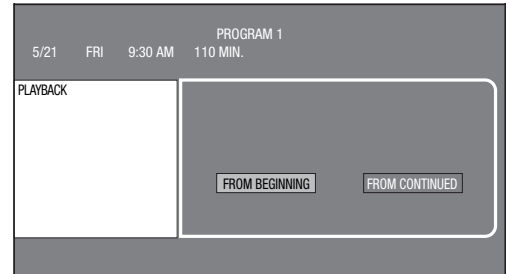 PROGRAM 1
5/21 FRI 9:30 AM 110 MIN.
PLAYBACK
FROM BEGINNING FROM CONTINUED